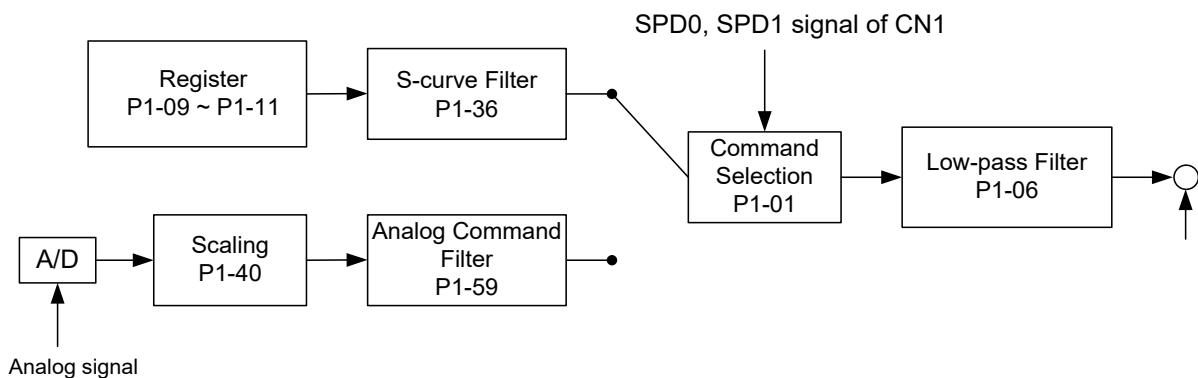 SPD0, SPD1 signal of CN1
Register
P1-09 ~ P1-11
S-curve Filter
P1-36
Command
Selection
P1-01
Low-pass Filter
P1-06
A/D
Scaling
P1-40
Analog Command
Filter
P1-59
Analog signal